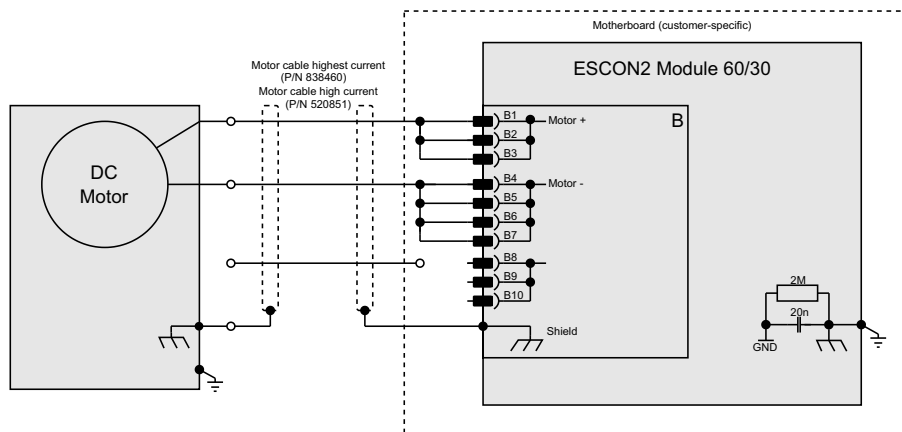 Motherboard (customer-specific)
Motor cable highest current
(P/N 838460)
Motor cable high current
(P/N 520851)
ESCON2 Module 60/30
DC
Motor
B
B1
Motor +
B2
B3
B4
Motor -
B5
B6
B7
B8
B9
B10
Shield
2M
20n
GND